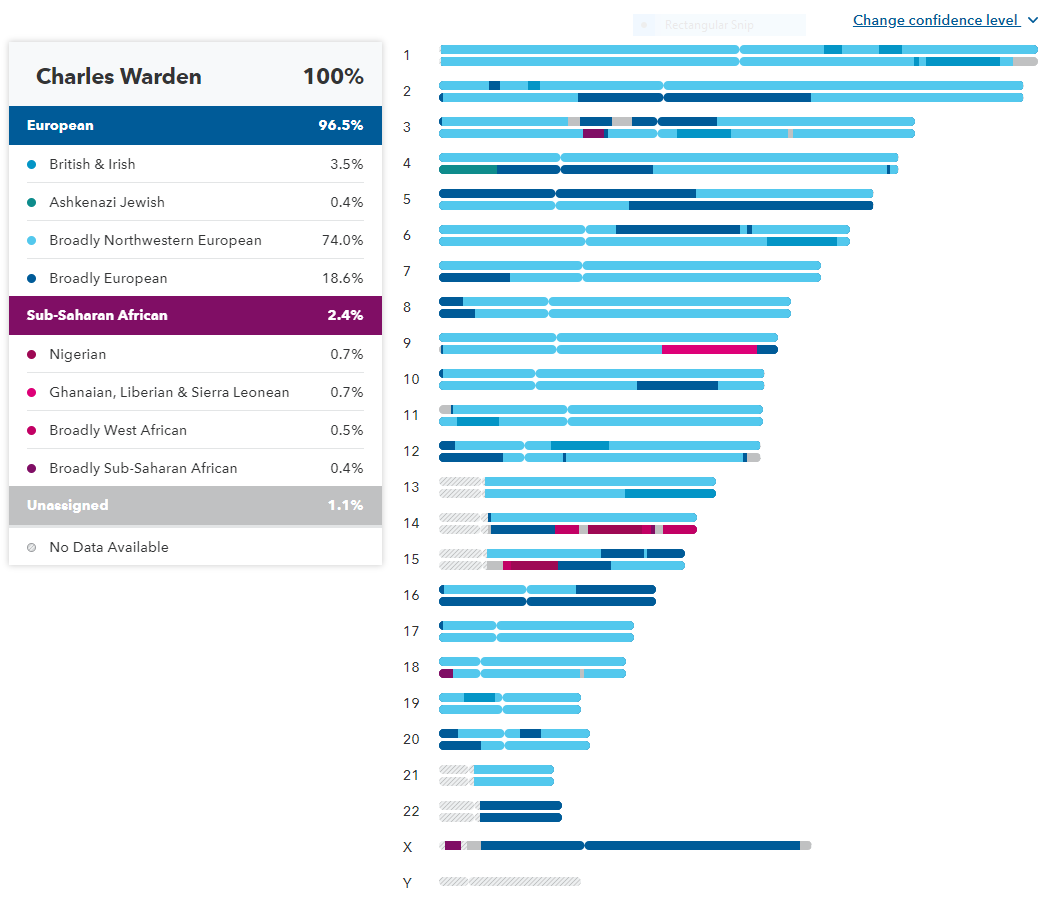 Rectangular Snip
Change confidence level
Charles Warden 100%
European 96.5%
British & Irish 3.5%
Ashkenazi Jewish 0.4%
Broadly Northwestern European 74.0%
Broadly European 18.6%
Sub-Saharan African 2.4%
Nigerian 0.7%
Ghanaian, Liberian & Sierra Leonean 0.7%
Broadly West African 0.5%
Broadly Sub-Saharan African 0.4%
Unassigned 1.1%
No Data Available
1
2
3
4
5
6
7
8
9
10
11
12
13
14
15
16
17
18
19
20
21
22
X
Y